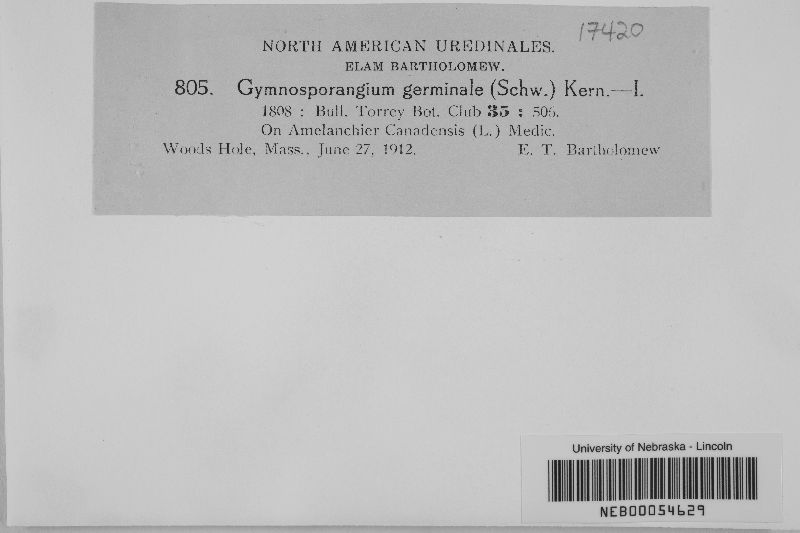 17420
NORTH AMERICAN UREDINALES.
ELAM BARTHOLOMEW.
805. Gymnosporangium germinale (Schw.) Kern.—I.
1808 : Bull. Torrey Bot. Club 35 : 506.
On Amelanchier Canadensis (L.) Medic.
Woods Hole, Mass., June 27, 1912. E. T. Bartholomew
University of Nebraska - Lincoln
NEB00054629